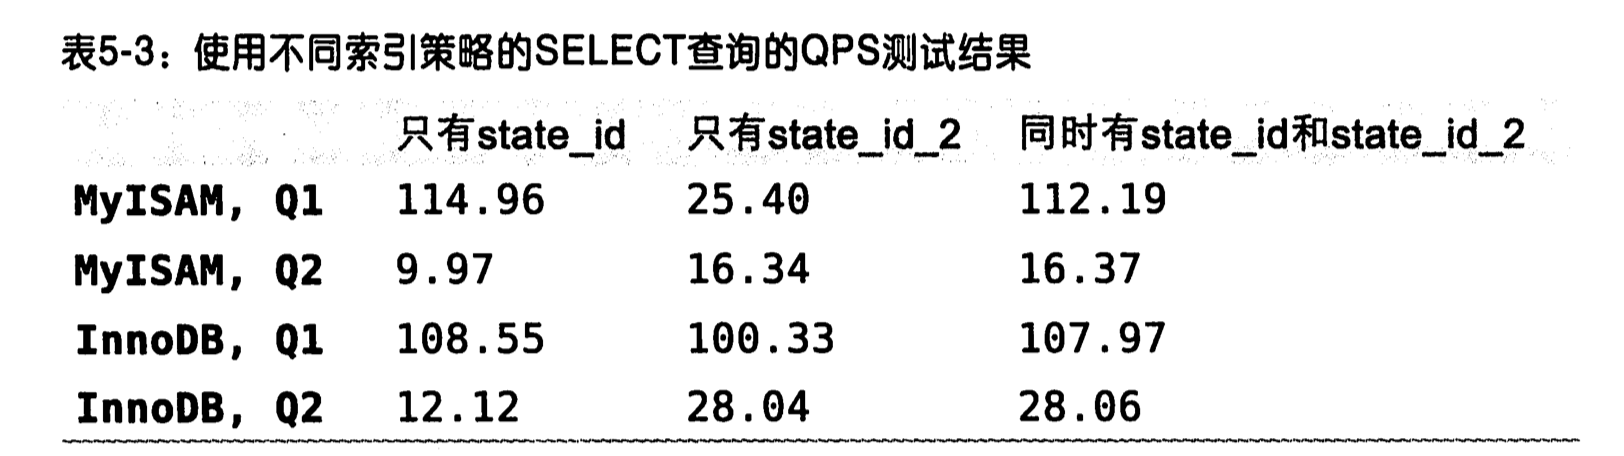 表5-3：使用不同索引策略的SELECT查询的QPS测试结果
只有state_id 只有state_id_2 同时有state_id和state_id_2
MyISAM, Q1 114.96 25.40 112.19
MyISAM, Q2 9.97 16.34 16.37
InnoDB, Q1 108.55 100.33 107.97
InnoDB, Q2 12.12 28.04 28.06